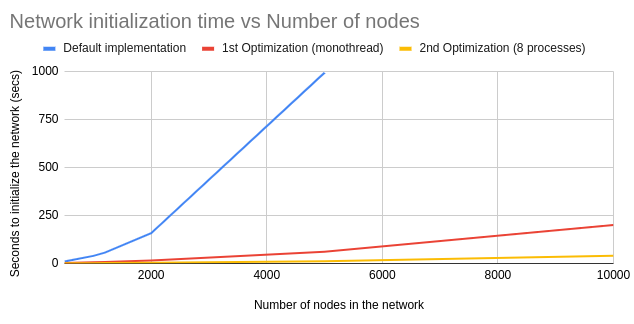 Network initialization time vs Number of nodes
Default implementation 1st Optimization (monothread) 2nd Optimization (8 processes)
Seconds to initialize the network (secs)
1000
750
500
250
0
2000 4000 6000 8000 10000
Number of nodes in the network